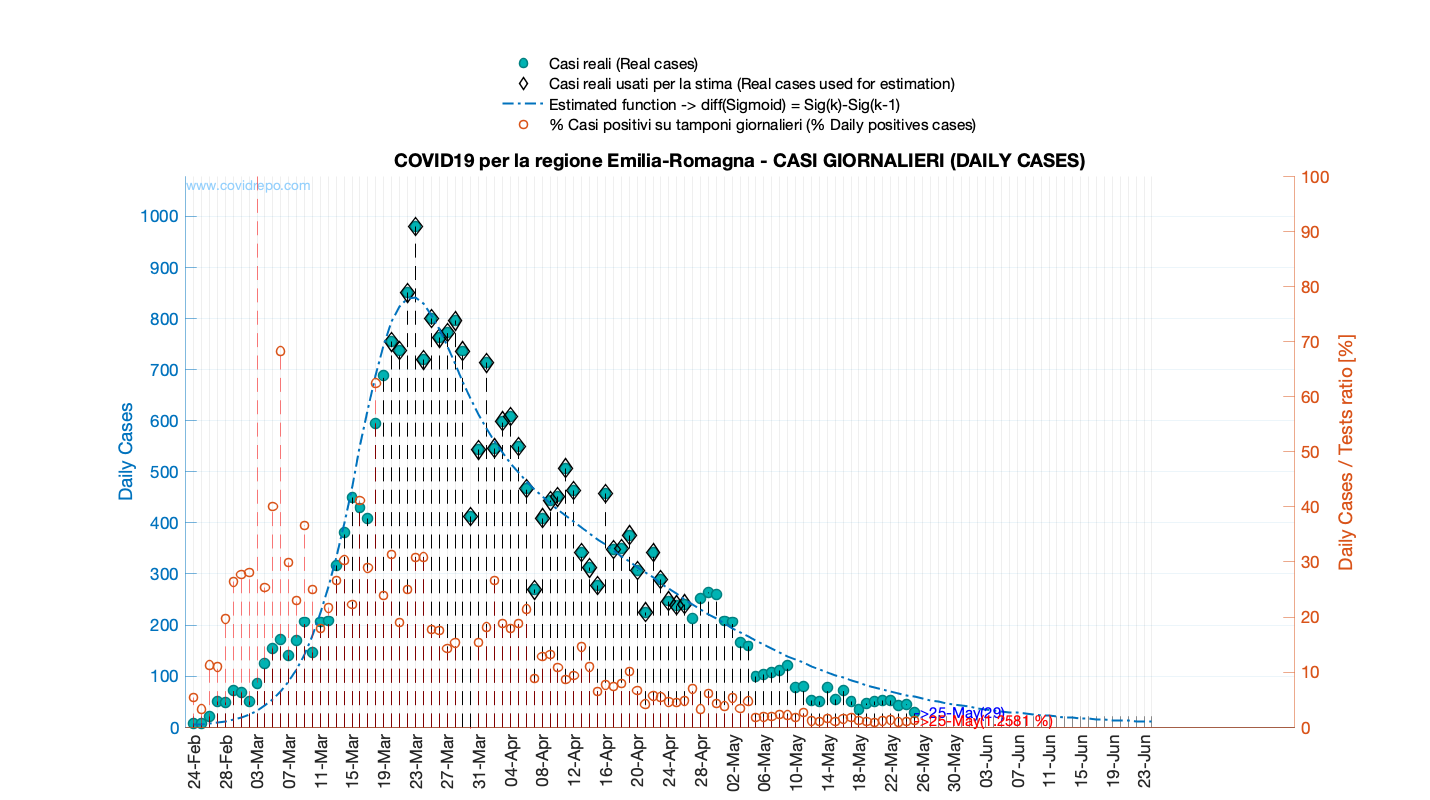 Casi reali (Real cases)
Casi reali usati per la stima (Real cases used for estimation)
Estimated function -> diff(Sigmoid) = Sig(k)-Sig(k-1)
% Casi positivi su tamponi giornalieri (% Daily positives cases)
COVID19 per la regione Emilia-Romagna - CASI GIORNALIERI (DAILY CASES)
www.covidrepo.com
Daily Cases
1000
900
800
700
600
500
400
300
200
100
0
100
90
80
70
60
50
40
30
20
10
0
Daily Cases / Tests ratio [%]
>25-May(29)
>25-May(1.2581 %)
24-Feb
28-Feb
03-Mar
07-Mar
11-Mar
15-Mar
19-Mar
23-Mar
27-Mar
31-Mar
04-Apr
08-Apr
12-Apr
16-Apr
20-Apr
24-Apr
28-Apr
02-May
06-May
10-May
14-May
18-May
22-May
26-May
30-May
03-Jun
07-Jun
11-Jun
15-Jun
19-Jun
23-Jun